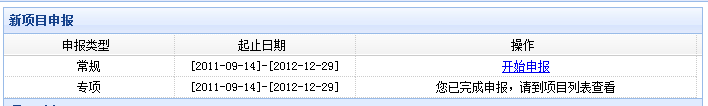 新项目申报
申报类型 起止日期 操作
常规 [2011-09-14]-[2012-12-29] 开始申报
专项 [2011-09-14]-[2012-12-29] 您已完成申报，请到项目列表查看